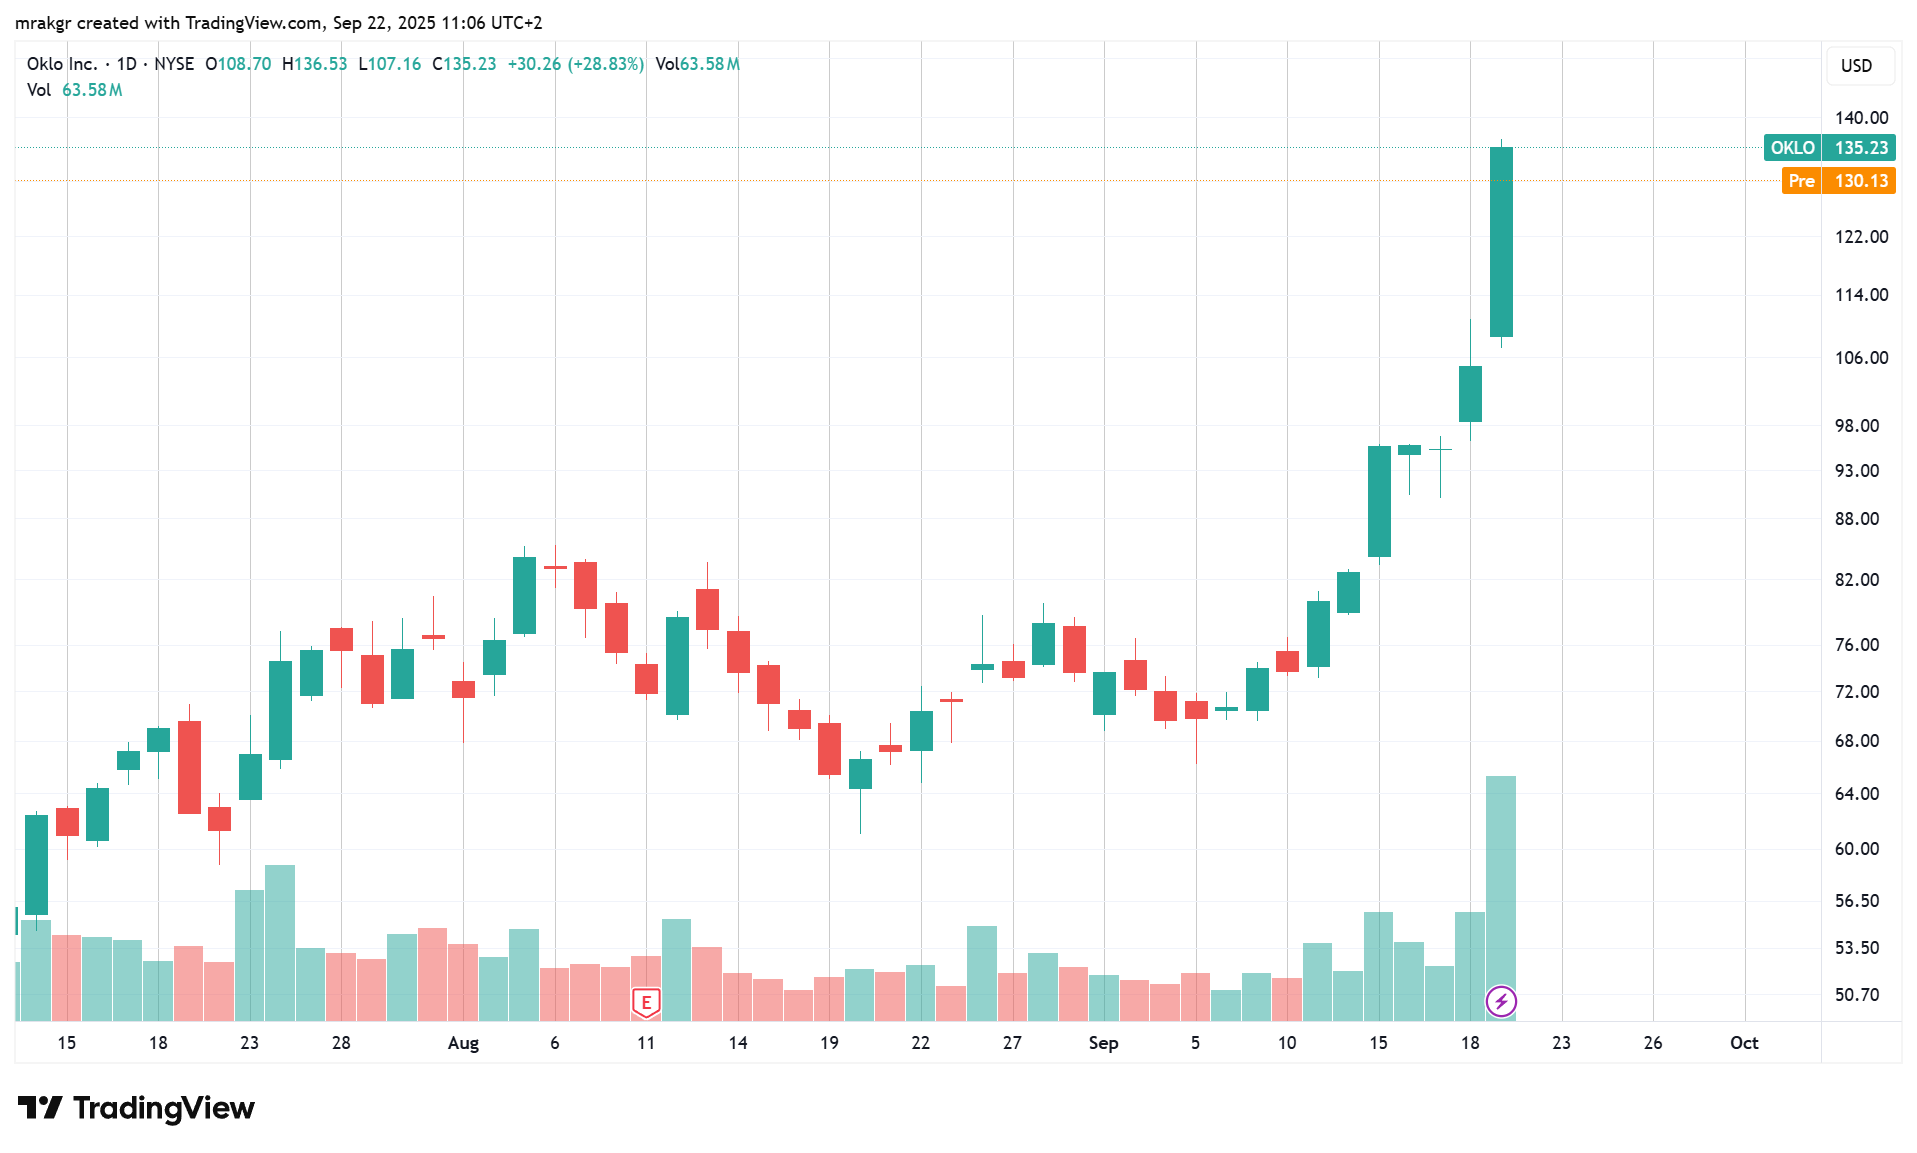 mrakgr created with TradingView.com, Sep 22, 2025 11:06 UTC+2
Oklo Inc. · 1D · NYSE O108.70 H136.53 L107.16 C135.23 +30.26 (+28.83%) Vol63.58M
Vol 63.58M
USD
140.00
OKLO 135.23
Pre 130.13
122.00
114.00
106.00
98.00
93.00
88.00
82.00
76.00
72.00
68.00
64.00
60.00
56.50
53.50
50.70
E
15 18 23 28 Aug 6 11 14 19 22 27 Sep 5 10 15 18 23 26 Oct
TradingView